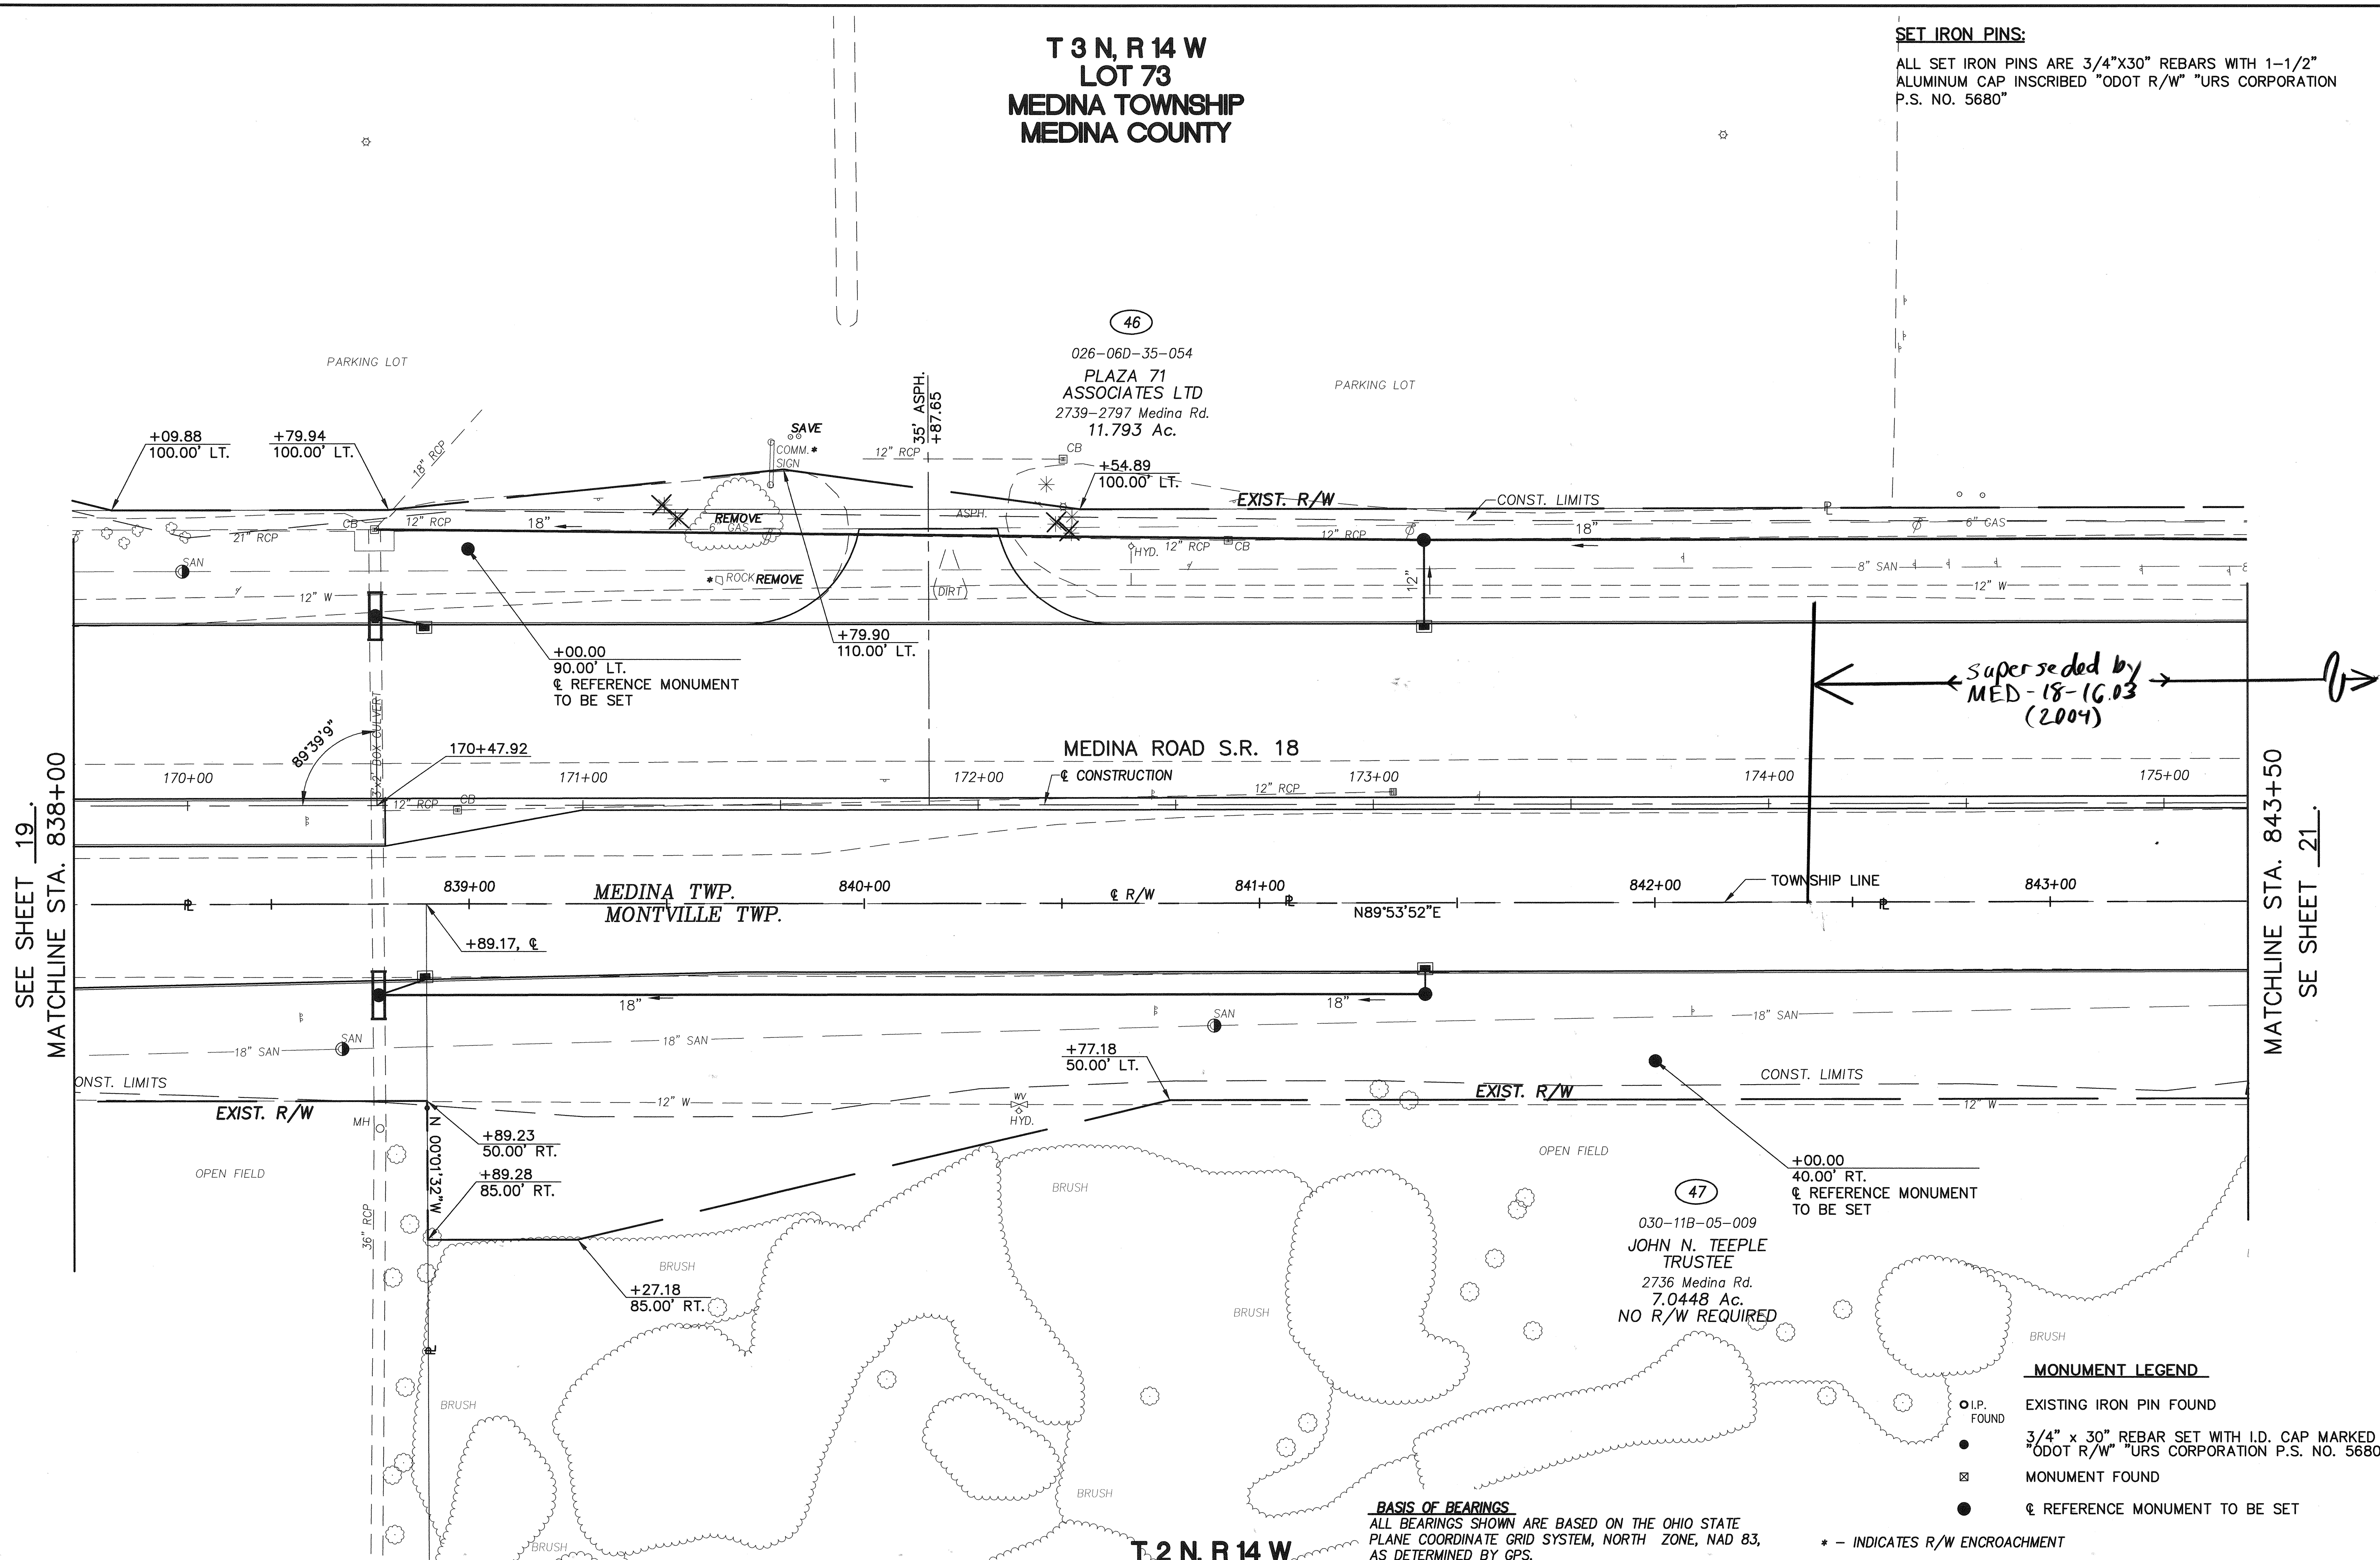 T 3 N, R 14 W
LOT 73
MEDINA TOWNSHIP
MEDINA COUNTY
SET IRON PINS:
ALL SET IRON PINS ARE 3/4"X30" REBARS WITH 1-1/2"
ALUMINUM CAP INSCRIBED "ODOT R/W" "URS CORPORATION
P.S. NO. 5680"
46
026-06D-35-054
PLAZA 71
ASSOCIATES LTD
2739-2797 Medina Rd.
11.793 Ac.
PARKING LOT
PARKING LOT
35' ASPH.
+87.65
+09.88
100.00' LT.
+79.94
100.00' LT.
18" RCP
SAVE
COMM.*
SIGN
12" RCP
CB
+54.89
100.00' LT.
EXIST. R/W
CONST. LIMITS
CB
12" RCP
18"
REMOVE
6" GAS
ASPH.
21" RCP
HYD.
12" RCP
CB
12" RCP
18"
6" GAS
SAN
* ROCK REMOVE
(DIRT)
12"
8" SAN
8
12" W
12" W
+00.00
90.00' LT.
℄ REFERENCE MONUMENT
TO BE SET
+79.90
110.00' LT.
superseded by
MED-18-16.03
(2004)
3'x2' BOX CULVERT
89°39'9"
170+47.92
MEDINA ROAD S.R. 18
170+00
171+00
172+00
℄ CONSTRUCTION
173+00
174+00
175+00
12" RCP
CB
12" RCP
SEE SHEET 19.
MATCHLINE STA. 838+00
MATCHLINE STA. 843+50
SE SHEET 21.
839+00
MEDINA TWP.
MONTVILLE TWP.
840+00
℄ R/W
841+00
N89°53'52"E
842+00
TOWNSHIP LINE
843+00
+89.17, ℄
18"
18"
SAN
SAN
18" SAN
18" SAN
18" SAN
+77.18
50.00' LT.
CONST. LIMITS
ONST. LIMITS
EXIST. R/W
12" W
WV
HYD.
EXIST. R/W
12" W
MH
N 00°01'32"W
+89.23
50.00' RT.
+89.28
85.00' RT.
OPEN FIELD
OPEN FIELD
BRUSH
+00.00
40.00' RT.
℄ REFERENCE MONUMENT
TO BE SET
47
030-11B-05-009
JOHN N. TEEPLE
TRUSTEE
2736 Medina Rd.
7.0448 Ac.
NO R/W REQUIRED
36" RCP
BRUSH
+27.18
85.00' RT.
BRUSH
BRUSH
BRUSH
BRUSH
BRUSH
MONUMENT LEGEND
I.P.
FOUND
EXISTING IRON PIN FOUND
3/4" x 30" REBAR SET WITH I.D. CAP MARKED
"ODOT R/W" "URS CORPORATION P.S. NO. 5680
MONUMENT FOUND
℄ REFERENCE MONUMENT TO BE SET
* - INDICATES R/W ENCROACHMENT
BASIS OF BEARINGS
ALL BEARINGS SHOWN ARE BASED ON THE OHIO STATE
PLANE COORDINATE GRID SYSTEM, NORTH ZONE, NAD 83,
AS DETERMINED BY GPS.
T 2 N, R 14 W